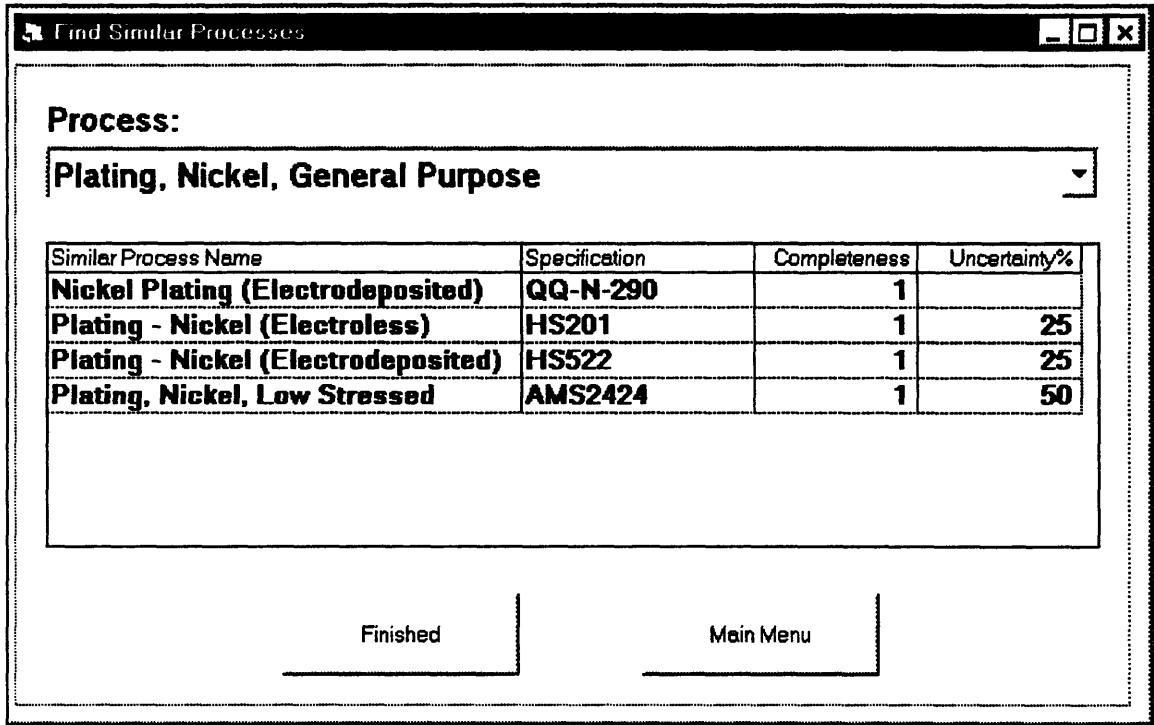 Find Similar Processes
Process:
Plating, Nickel, General Purpose
Similar Process Name Specification Completeness Uncertainty%
Nickel Plating (Electrodeposited) QQ-N-290 1
Plating - Nickel (Electroless) HS201 1 25
Plating - Nickel (Electrodeposited) HS522 1 25
Plating, Nickel, Low Stressed AMS2424 1 50
Finished Main Menu